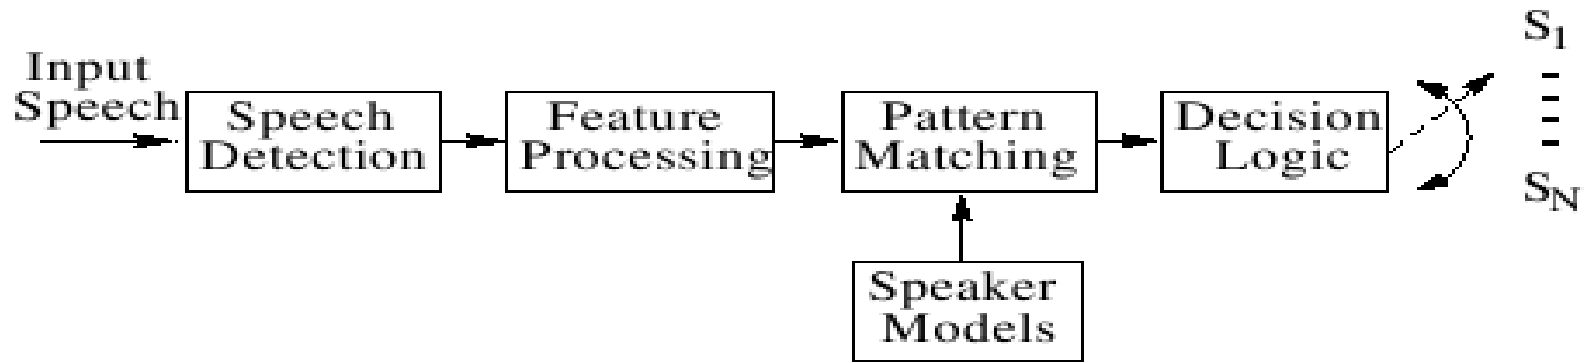 Input
Speech
Speech
Detection
Feature
Processing
Pattern
Matching
Decision
Logic
Speaker
Models
S1
SN